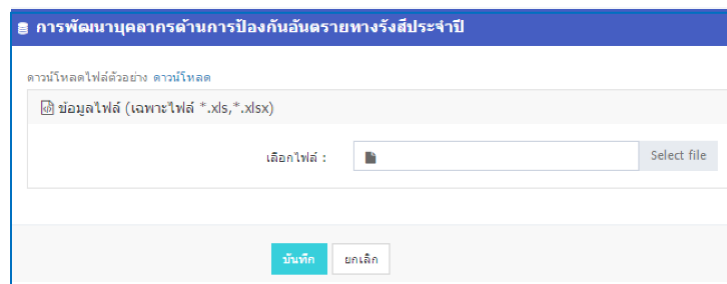 การพัฒนาบุคลากรด้านการป้องกันอันตรายทางรังสีประจำปี
ดาวน์โหลดไฟล์ตัวอย่าง ดาวน์โหลด
ข้อมูลไฟล์ (เฉพาะไฟล์ *.xls,*.xlsx)
เลือกไฟล์ : Select file
บันทึก ยกเลิก